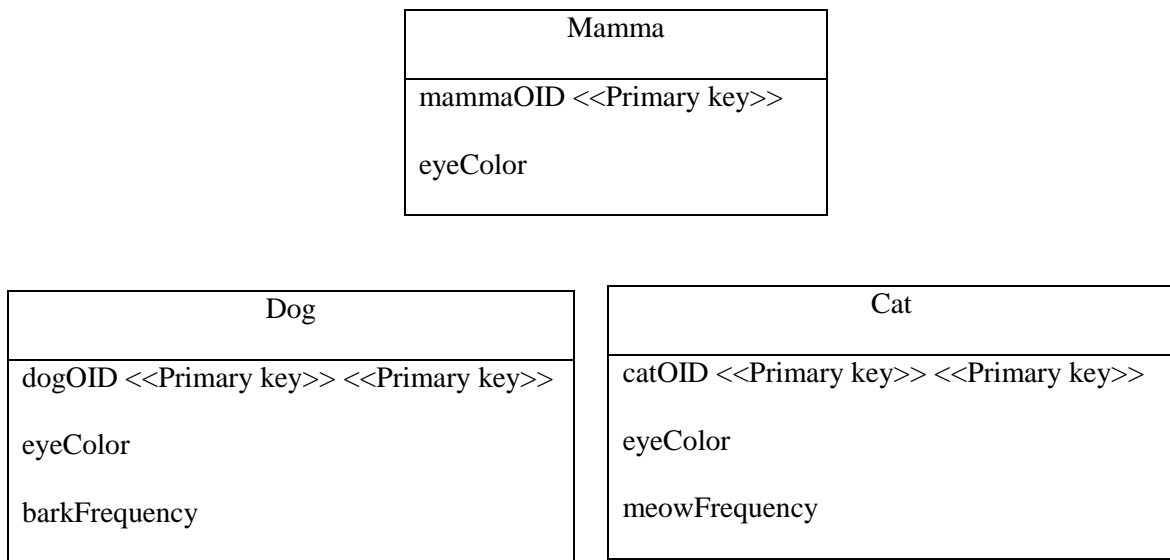 Mamma
mammaOID <<Primary key>>
eyeColor
Dog
dogOID <<Primary key>> <<Primary key>>
eyeColor
barkFrequency
Cat
catOID <<Primary key>> <<Primary key>>
eyeColor
meowFrequency